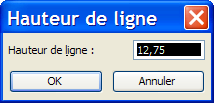 Hauteur de ligne
Hauteur de ligne : 12,75
OK Annuler